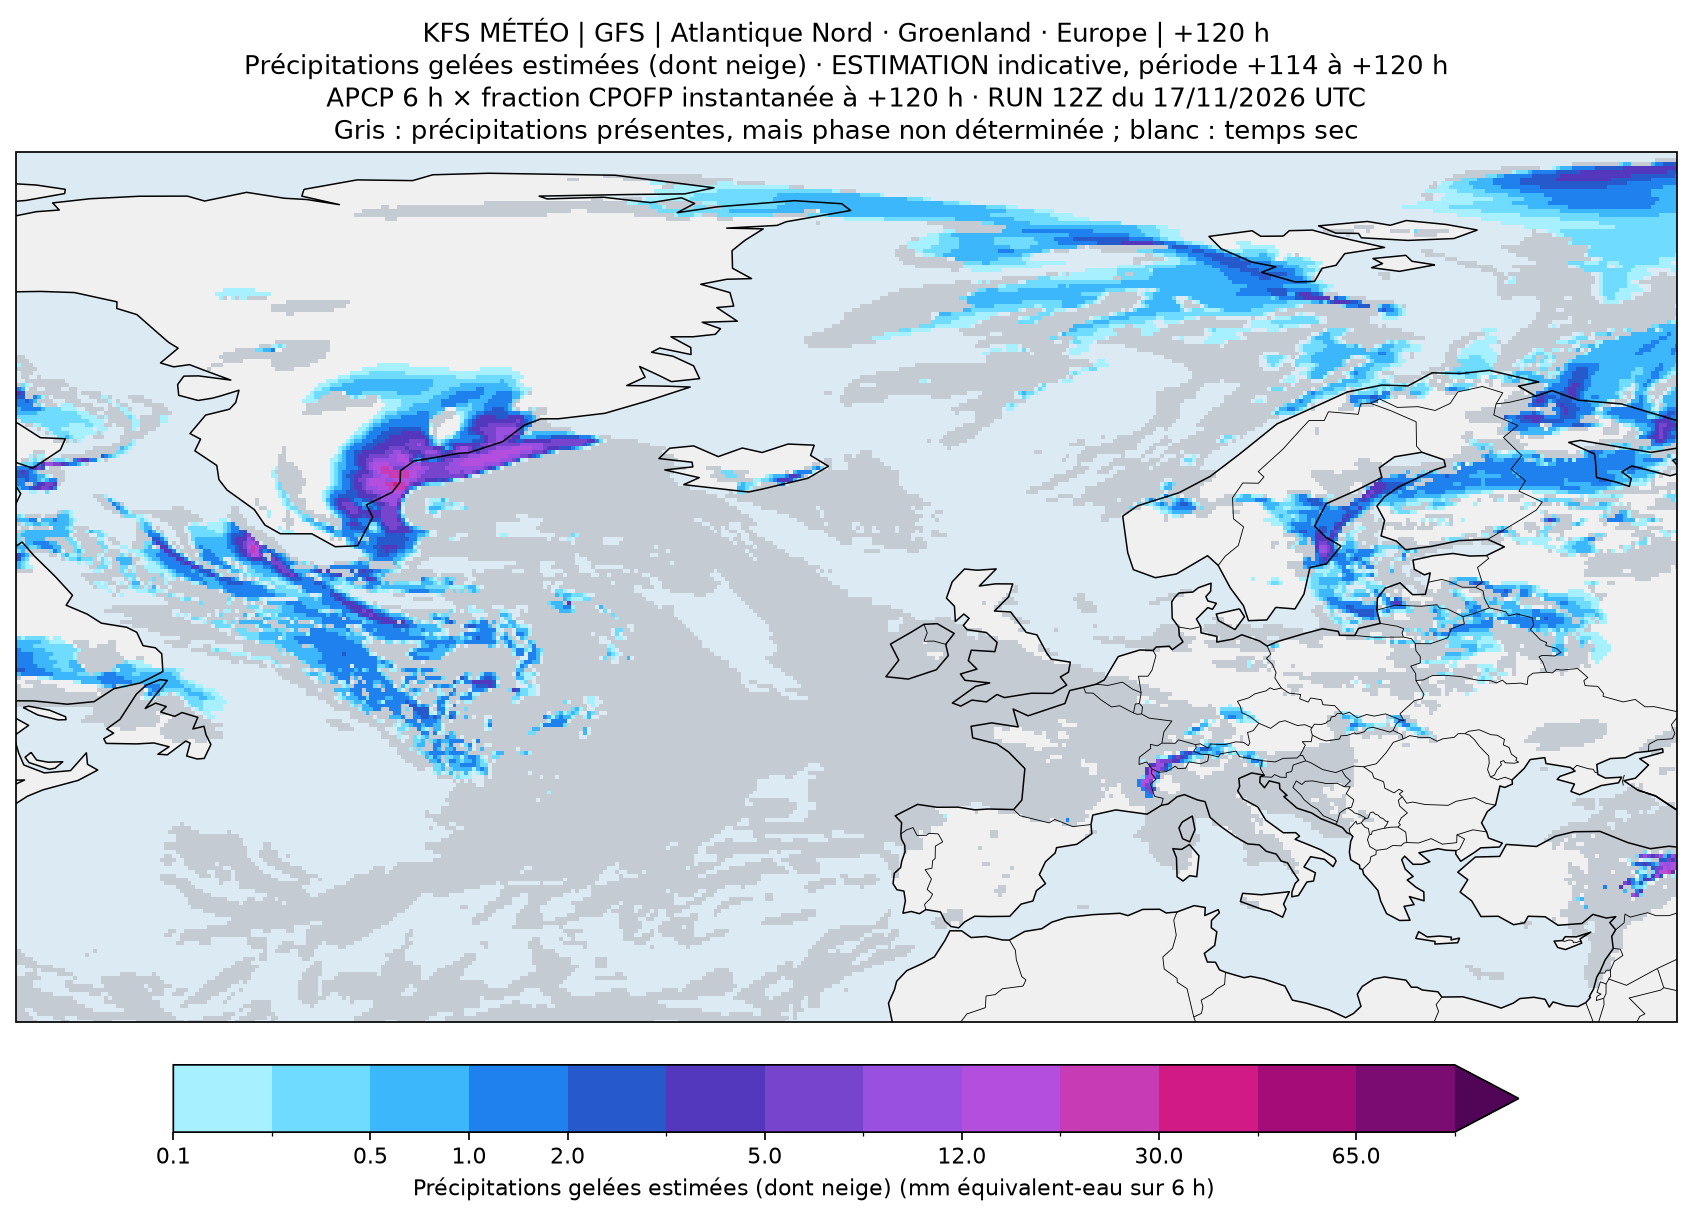 KFS MÉTÉO | GFS | Atlantique Nord · Groenland · Europe | +120 h
Précipitations gelées estimées (dont neige) · ESTIMATION indicative, période +114 à +120 h
APCP 6 h × fraction CPOFP instantanée à +120 h · RUN 12Z du 17/11/2026 UTC
Gris : précipitations présentes, mais phase non déterminée ; blanc : temps sec
0.1 0.5 1.0 2.0 5.0 12.0 30.0 65.0
Précipitations gelées estimées (dont neige) (mm équivalent-eau sur 6 h)